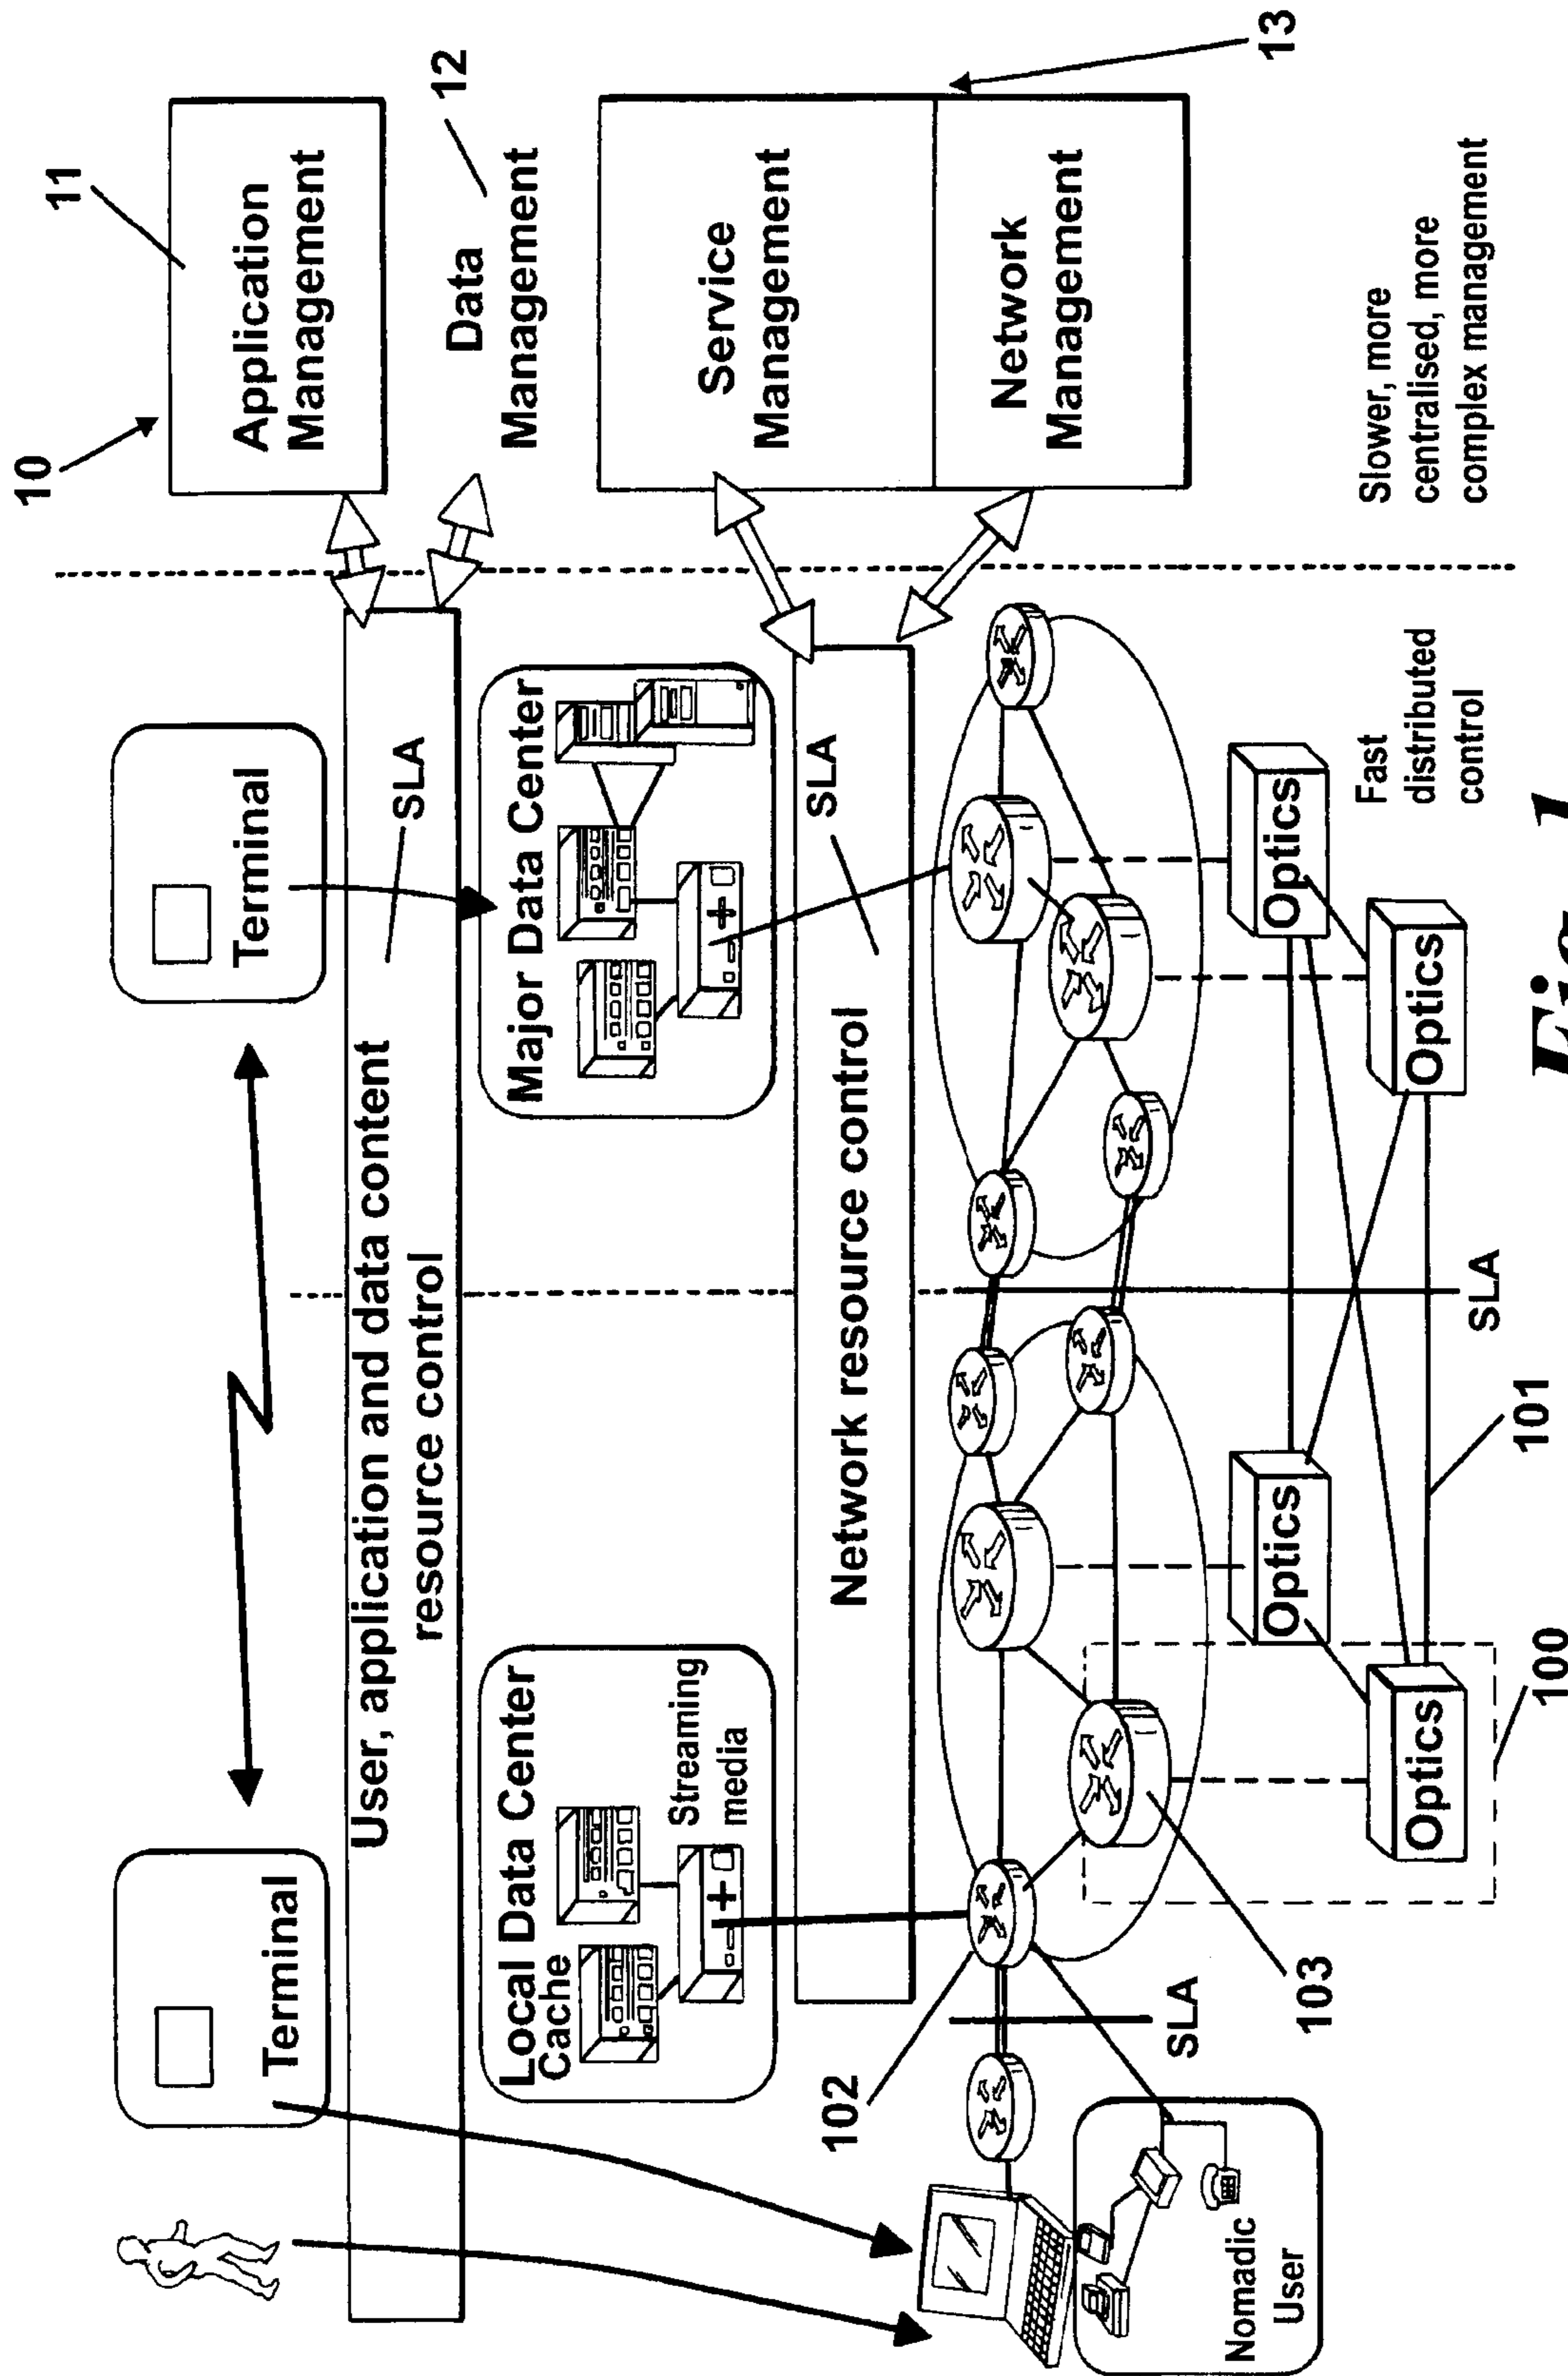 10
11
Application
Management
12
Data
Management
13
Service
Management
Network
Management
Slower, more
centralised, more
complex management
Terminal
Terminal
User, application and data content
resource control
SLA
Local Data Center
Cache
Streaming
media
Major Data Center
Network resource control
SLA
102
SLA
103
Nomadic
User
Optics
Optics
Optics
Optics
100
101
SLA
Fast
distributed
control
Fig. 1